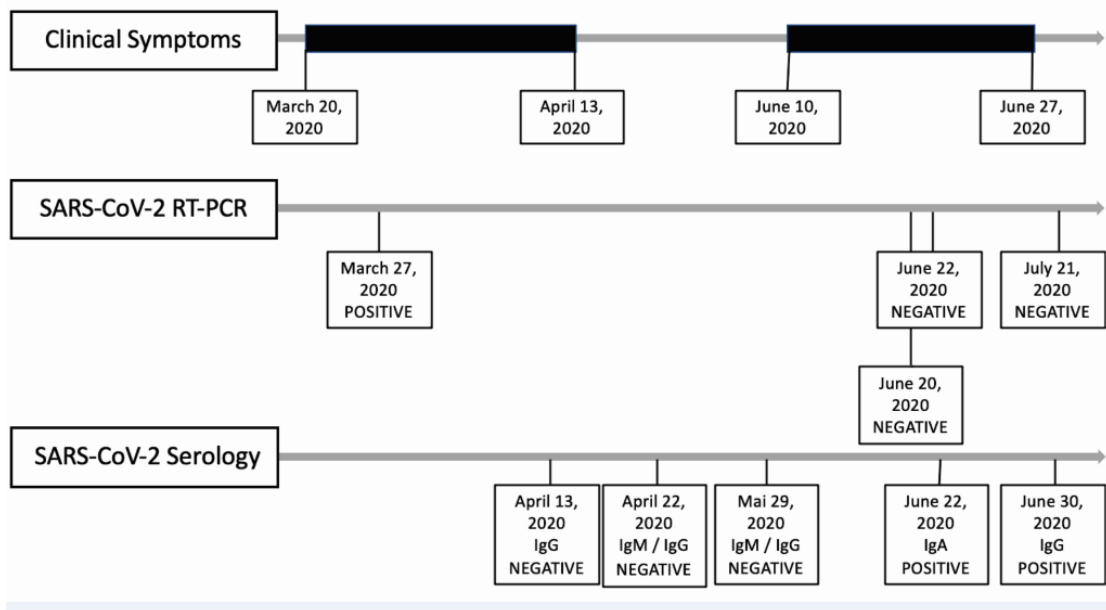 Clinical Symptoms
March 20,
2020
April 13,
2020
June 10,
2020
June 27,
2020
SARS-CoV-2 RT-PCR
March 27,
2020
POSITIVE
June 22,
2020
NEGATIVE
July 21,
2020
NEGATIVE
June 20,
2020
NEGATIVE
SARS-CoV-2 Serology
April 13,
2020
IgG
NEGATIVE
April 22,
2020
IgM / IgG
NEGATIVE
Mai 29,
2020
IgM / IgG
NEGATIVE
June 22,
2020
IgA
POSITIVE
June 30,
2020
IgG
POSITIVE